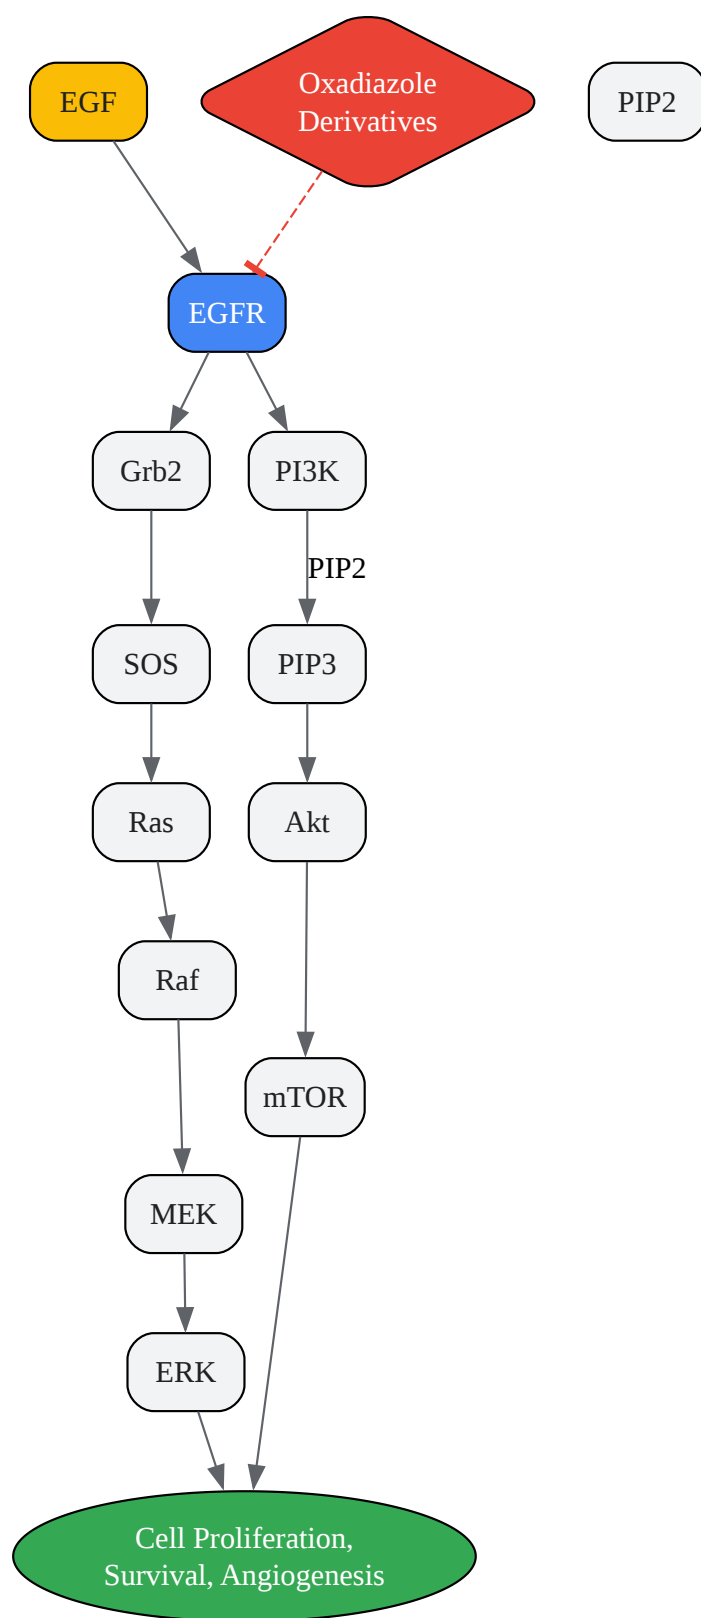 EGF
Oxadiazole
Derivatives
PIP2
EGFR
Grb2
PI3K
PIP2
SOS
PIP3
Ras
Akt
Raf
mTOR
MEK
ERK
Cell Proliferation,
Survival, Angiogenesis